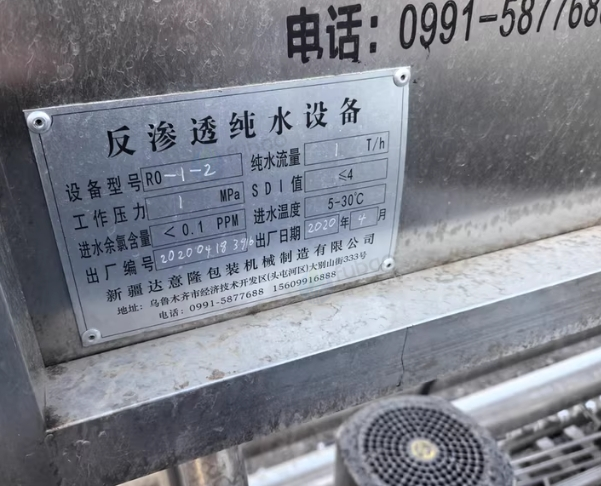 电话：0991-5877688
反渗透纯水设备
设备型号 RO-1-2 纯水流量 1 T/h
工作压力 1 MPa SDI值 ≤4
进水余氯含量 ＜0.1 PPM 进水温度 5-30℃
出厂编号 出厂日期 2020年4月
新疆达意隆包装机械制造有限公司
地址：乌鲁木齐市经济技术开发区(头屯河区)大别山街333号
电话：0991-5877688 15609916888